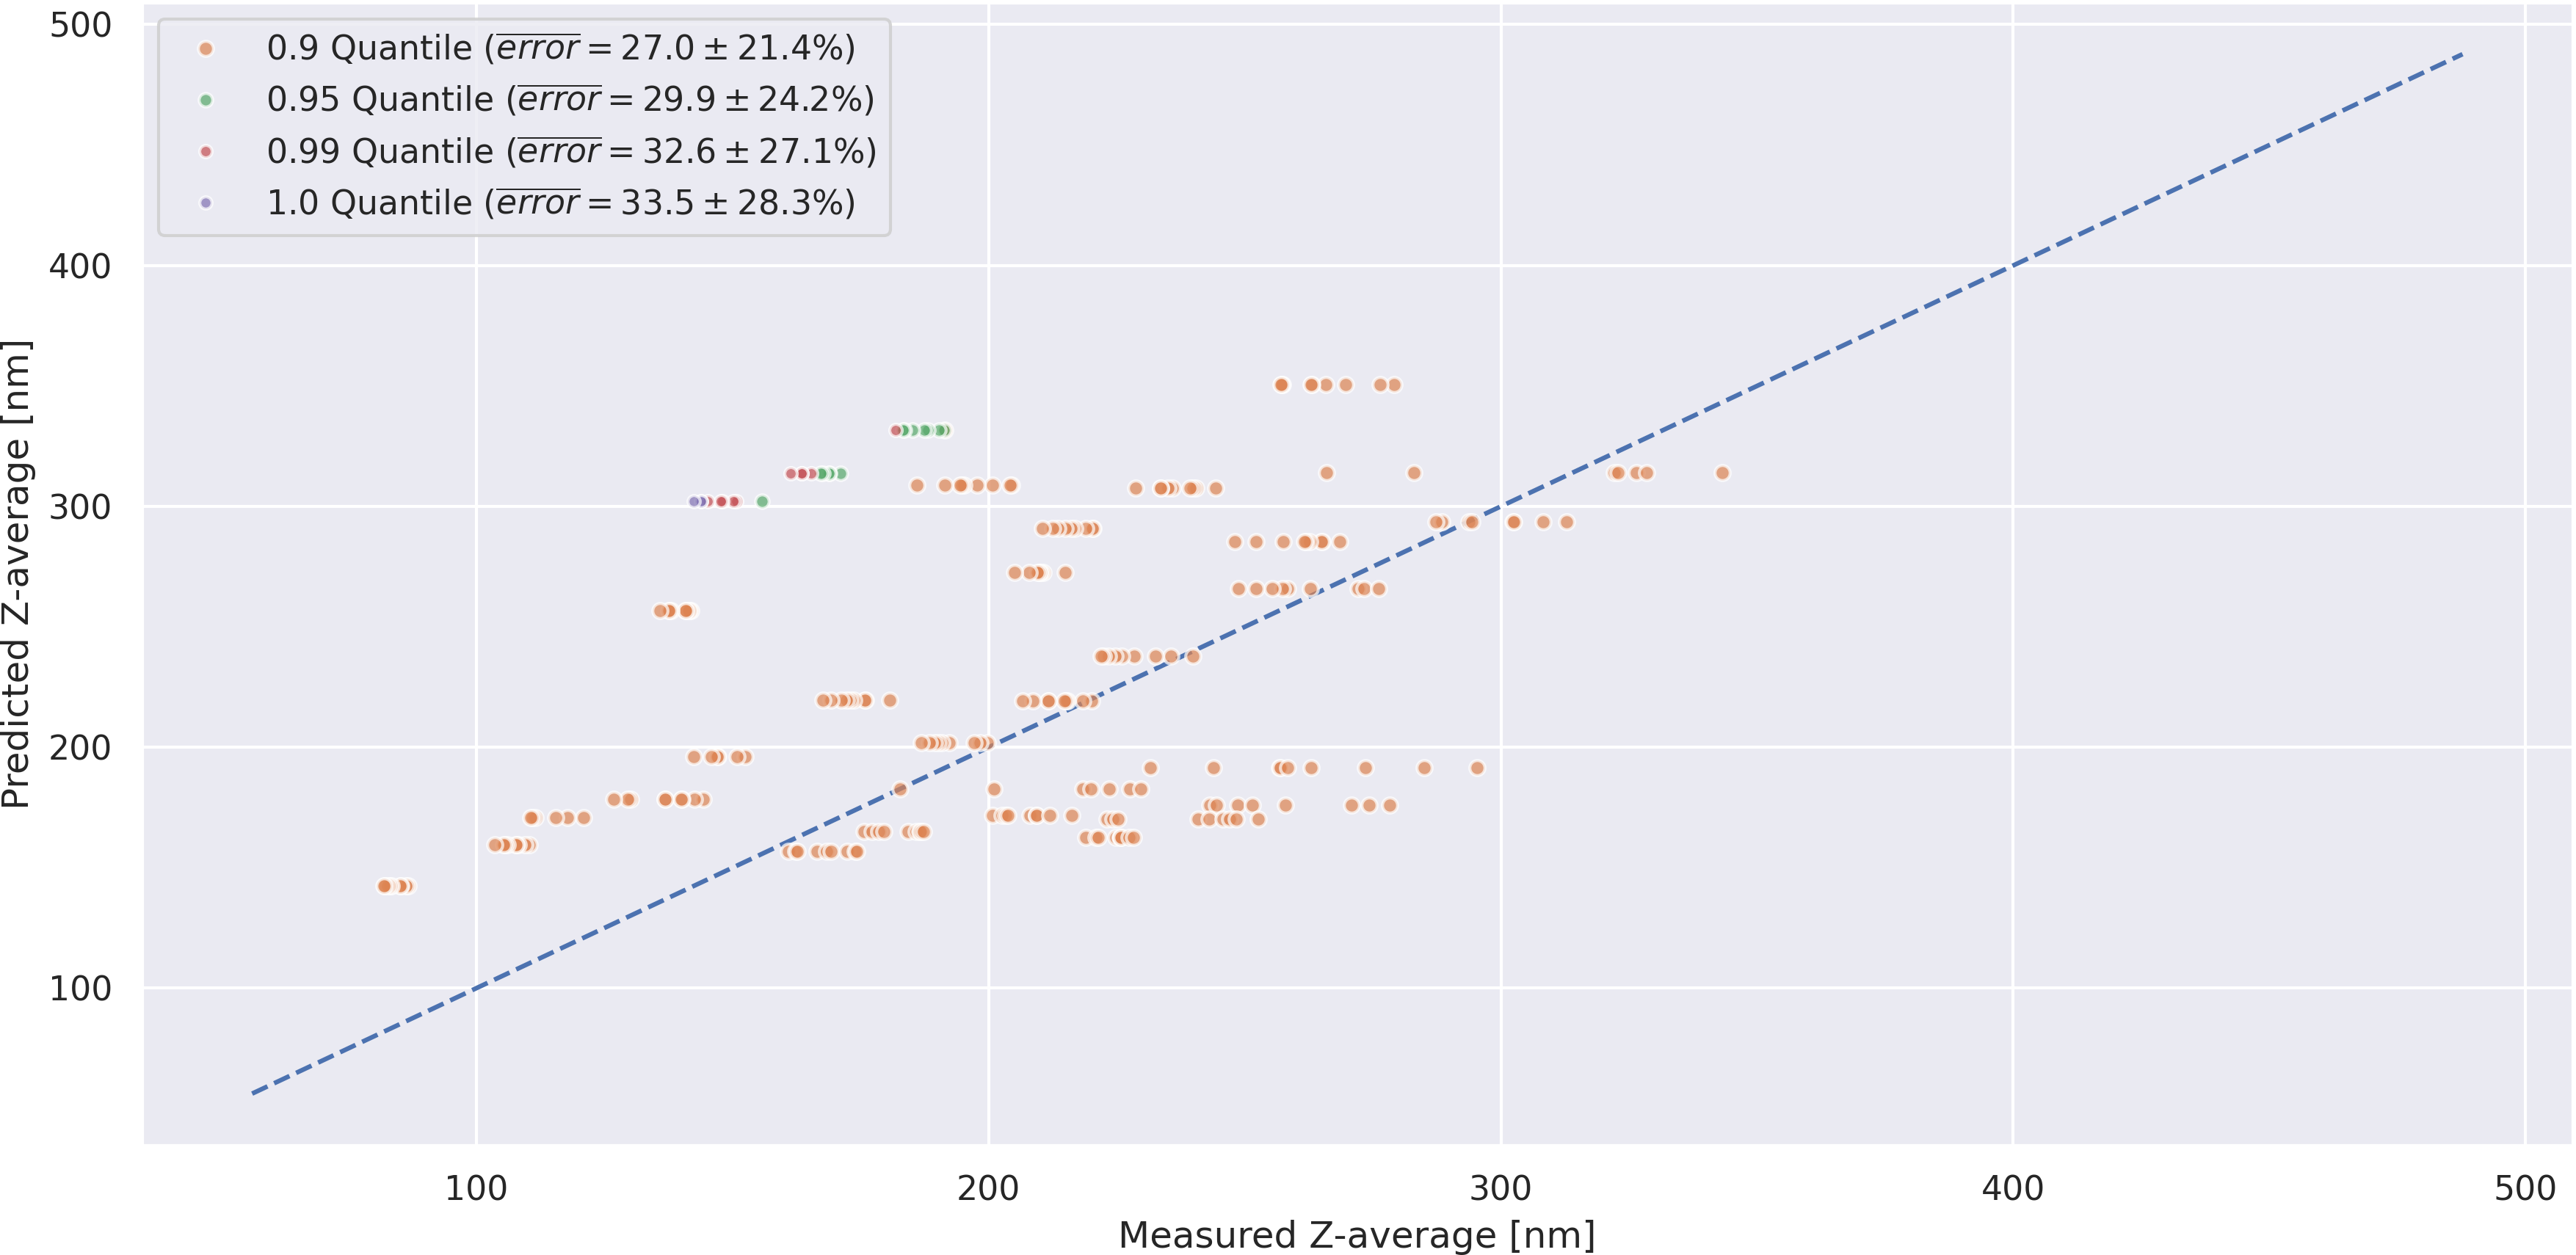 500
400
300
200
100
Predicted Z-average [nm]
0.9 Quantile (error = 27.0 ± 21.4%)
0.95 Quantile (error = 29.9 ± 24.2%)
0.99 Quantile (error = 32.6 ± 27.1%)
1.0 Quantile (error = 33.5 ± 28.3%)
100 200 300 400 500
Measured Z-average [nm]